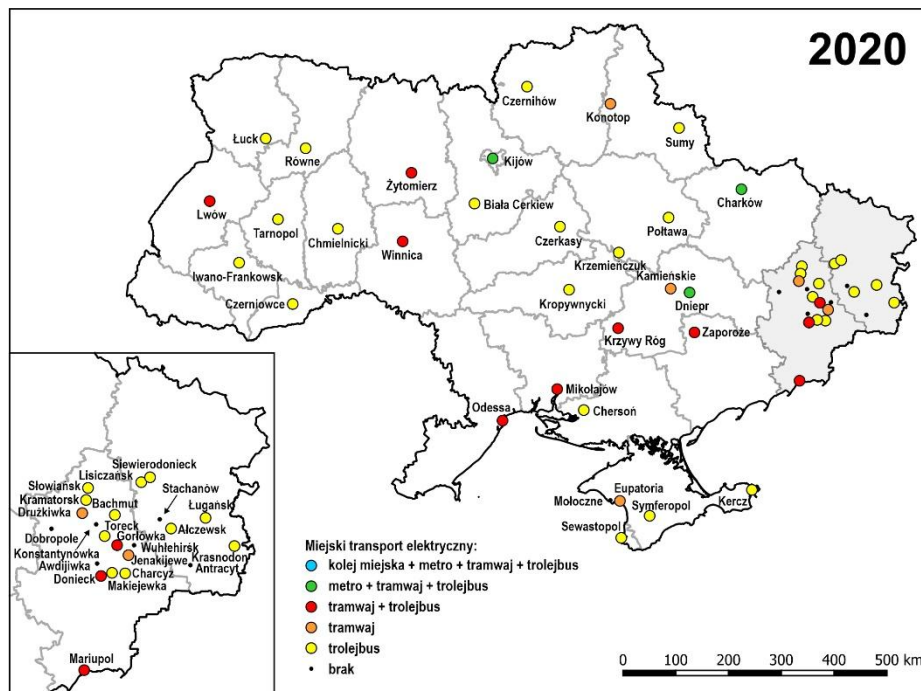 2020
Czernihów
Konotop
Sumy
Łuck
Równe
Kijów
Żytomierz
Charków
Lwów
Biała Cerkiew
Tarnopol
Chmielnicki
Winnica
Czerkasy
Połtawa
Iwano-Frankowsk
Krzemieńczuk
Kamieńskie
Dniepr
Czerniowce
Kropywnycki
Krzywy Róg
Zaporoże
Mikołajów
Odessa
Chersoń
Mołoczne
Eupatoria
Symferopol
Kercz
Sewastopol
Siewierodonieck
Lisiczańsk
Słowiańsk
Stachanów
Kramatorsk
Bachmut
Ługańsk
Drużkiwka
Toreck
Ałczewsk
Dobropole
Gorłówka
Konstantynówka
Wuhłehirśk
Krasnodon
Awdijiwka
Jenakijewe
Antracyt
Donieck
Charcyź
Makiejewka
Mariupol
Miejski transport elektryczny:
kolej miejska + metro + tramwaj + trolejbus
metro + tramwaj + trolejbus
tramwaj + trolejbus
tramwaj
trolejbus
brak
0 100 200 300 400 500 km